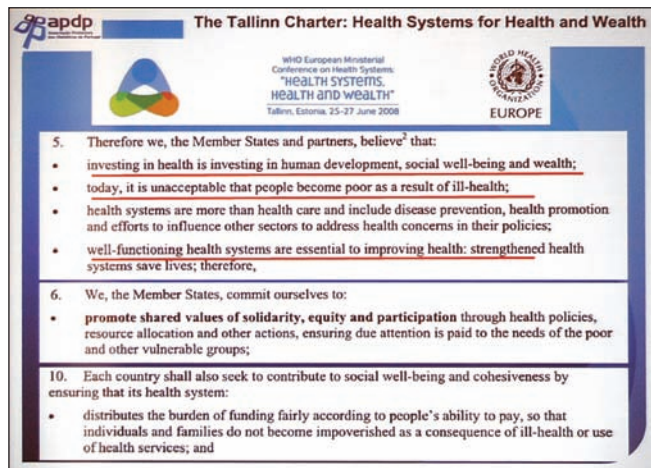 apdp
The Tallinn Charter: Health Systems for Health and Wealth
WHO European Ministerial
Conference on Health Systems:
"HEALTH SYSTEMS,
HEALTH AND WEALTH"
Tallinn, Estonia, 25-27 June 2008
WORLD HEALTH ORGANIZATION
EUROPE
5. Therefore we, the Member States and partners, believe² that:
• investing in health is investing in human development, social well-being and wealth;
• today, it is unacceptable that people become poor as a result of ill-health;
• health systems are more than health care and include disease prevention, health promotion
and efforts to influence other sectors to address health concerns in their policies;
• well-functioning health systems are essential to improving health: strengthened health
systems save lives; therefore,
6. We, the Member States, commit ourselves to:
• promote shared values of solidarity, equity and participation through health policies,
resource allocation and other actions, ensuring due attention is paid to the needs of the poor
and other vulnerable groups;
10. Each country shall also seek to contribute to social well-being and cohesiveness by
ensuring that its health system:
• distributes the burden of funding fairly according to people's ability to pay, so that
individuals and families do not become impoverished as a consequence of ill-health or use
of health services; and